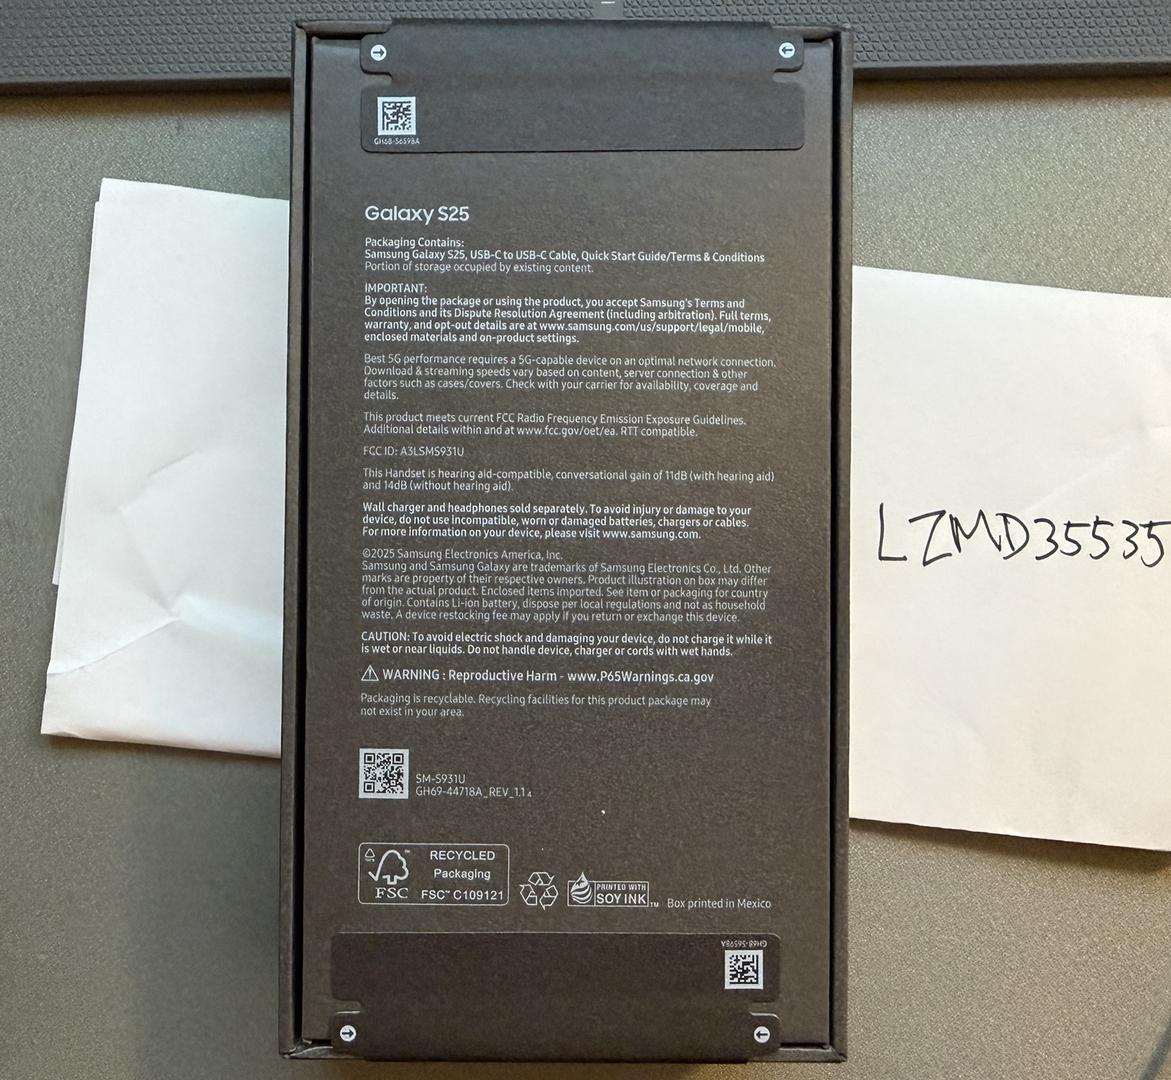 GH68-56598A
Galaxy S25
Packaging Contains:
Samsung Galaxy S25, USB-C to USB-C Cable, Quick Start Guide/Terms & Conditions
Portion of storage occupied by existing content.
IMPORTANT:
By opening the package or using the product, you accept Samsung's Terms and
Conditions and its Dispute Resolution Agreement (including arbitration). Full terms,
warranty, and opt-out details are at www.samsung.com/us/support/legal/mobile,
enclosed materials and on-product settings.
Best 5G performance requires a 5G-capable device on an optimal network connection.
Download & streaming speeds vary based on content, server connection & other
factors such as cases/covers. Check with your carrier for availability, coverage and
details.
This product meets current FCC Radio Frequency Emission Exposure Guidelines.
Additional details within and at www.fcc.gov/oet/ea. RTT compatible.
FCC ID: A3LSMS931U
This Handset is hearing aid-compatible, conversational gain of 11dB (with hearing aid)
and 14dB (without hearing aid).
Wall charger and headphones sold separately. To avoid injury or damage to your
device, do not use incompatible, worn or damaged batteries, chargers or cables.
For more information on your device, please visit www.samsung.com.
©2025 Samsung Electronics America, Inc.
Samsung and Samsung Galaxy are trademarks of Samsung Electronics Co., Ltd. Other
marks are property of their respective owners. Product illustration on box may differ
from the actual product. Enclosed items imported. See item or packaging for country
of origin. Contains Li-ion battery, dispose per local regulations and not as household
waste. A device restocking fee may apply if you return or exchange this device.
CAUTION: To avoid electric shock and damaging your device, do not charge it while it
is wet or near liquids. Do not handle device, charger or cords with wet hands.
WARNING : Reproductive Harm - www.P65Warnings.ca.gov
Packaging is recyclable. Recycling facilities for this product package may
not exist in your area.
SM-S931U
GH69-44718A_REV_1.1
RECYCLED
Packaging
FSC™ C109121
FSC
PRINTED WITH
SOY INK™
Box printed in Mexico
GH68-56598A
LZMD35535